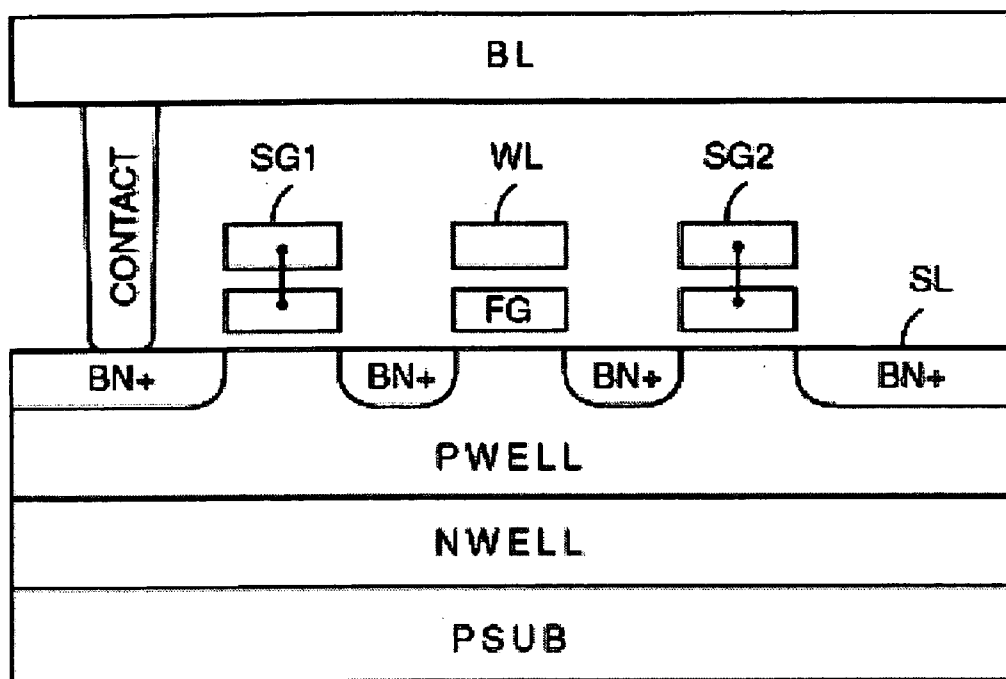 BL
CONTACT
SG1
WL
SG2
FG
SL
BN+
BN+
BN+
BN+
PWELL
NWELL
PSUB